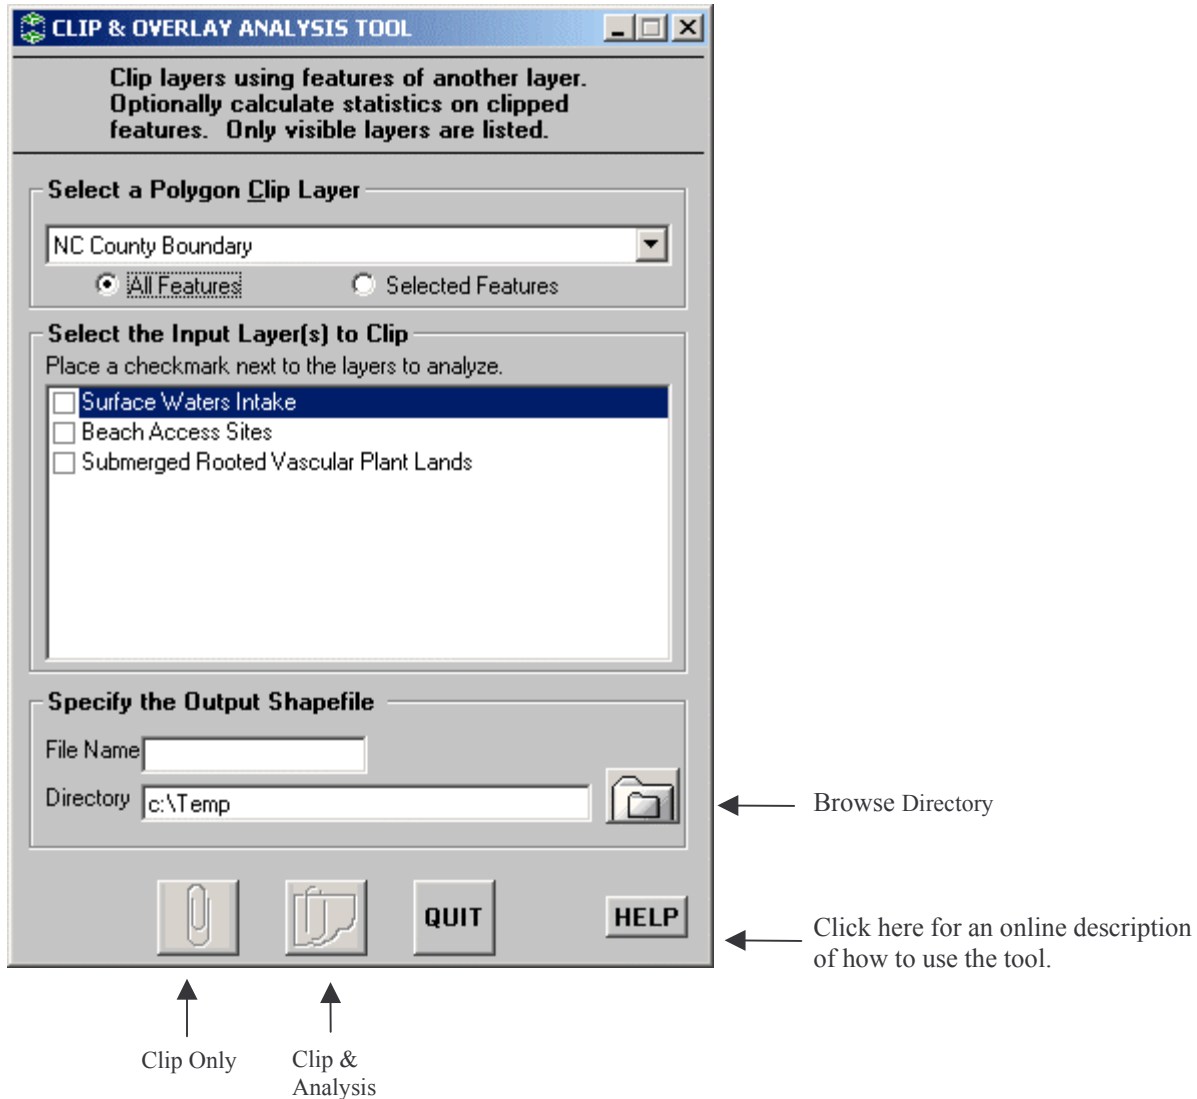 CLIP & OVERLAY ANALYSIS TOOL
Clip layers using features of another layer.
Optionally calculate statistics on clipped
features. Only visible layers are listed.
Select a Polygon Clip Layer
NC County Boundary
All Features
Selected Features
Select the Input Layer(s) to Clip
Place a checkmark next to the layers to analyze.
Surface Waters Intake
Beach Access Sites
Submerged Rooted Vascular Plant Lands
Specify the Output Shapefile
File Name
Directory
c:\Temp
Browse Directory
QUIT
HELP
Click here for an online description
of how to use the tool.
Clip Only
Clip &
Analysis